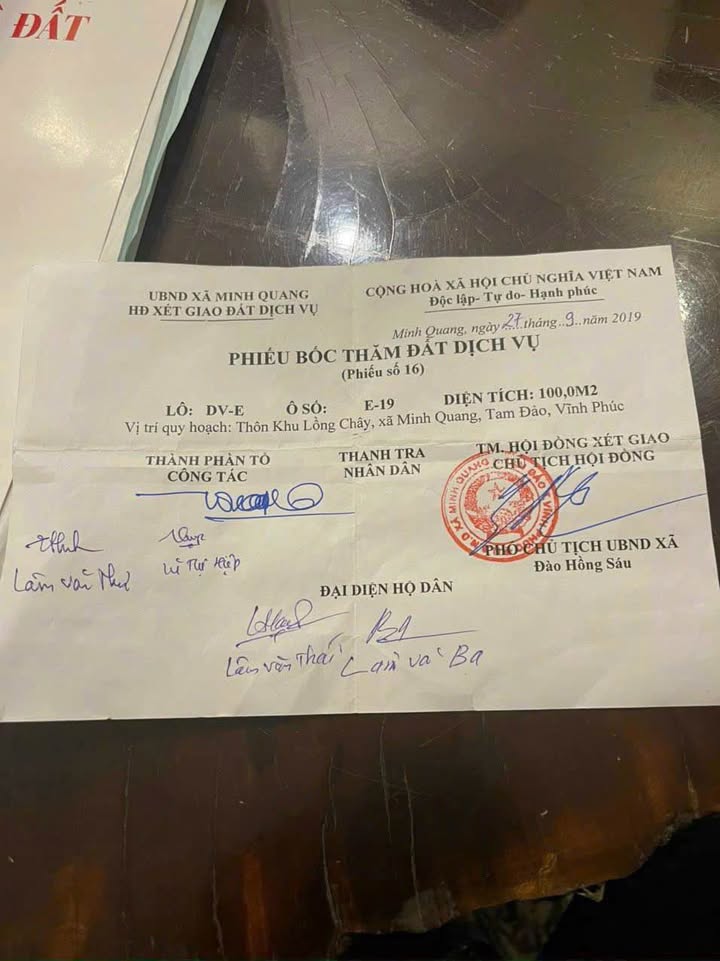 ĐẤT
UBND XÃ MINH QUANG
HĐ XÉT GIAO ĐẤT DỊCH VỤ
CỘNG HOÀ XÃ HỘI CHỦ NGHĨA VIỆT NAM
Độc lập- Tự do- Hạnh phúc
Minh Quang, ngày 27 tháng 9 năm 2019
PHIẾU BỐC THĂM ĐẤT DỊCH VỤ
(Phiếu số 16)
LÔ: DV-E Ô SỐ: E-19 DIỆN TÍCH: 100,0M2
Vị trí quy hoạch: Thôn Khu Lồng Chây, xã Minh Quang, Tam Đảo, Vĩnh Phúc
THÀNH PHẦN TỔ
CÔNG TÁC
THANH TRA
NHÂN DÂN
TM. HỘI ĐỒNG XÉT GIAO
CHỦ TỊCH HỘI ĐỒNG
PHÓ CHỦ TỊCH UBND XÃ
Đào Hồng Sáu
ĐẠI DIỆN HỘ DÂN
Lâm văn Thái
Lâm văn Ba